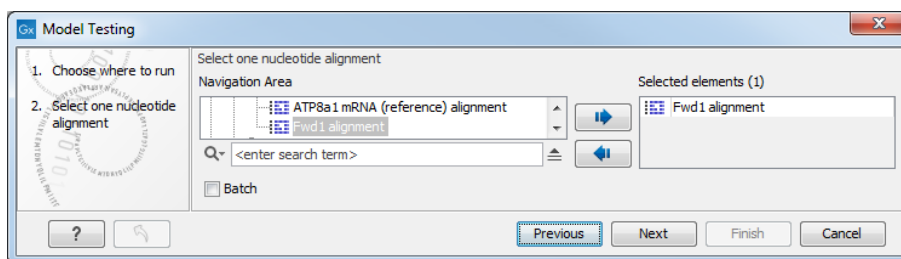 Gx Model Testing
X
1. Choose where to run
2. Select one nucleotide
alignment
Select one nucleotide alignment
Navigation Area
ATP8a1 mRNA (reference) alignment
Fwd1 alignment
<enter search term>
Batch
Selected elements (1)
Fwd1 alignment
?
Previous
Next
Finish
Cancel